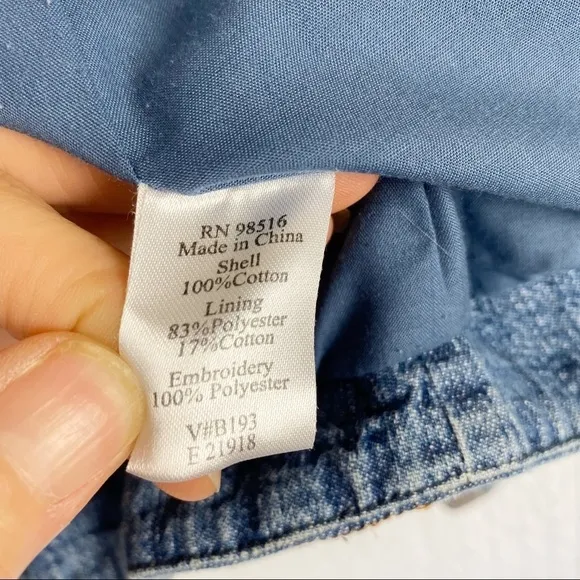 RN 98516
Made in China
Shell
100%Cotton
Lining
83%Polyester
17%Cotton
Embroidery
100% Polyester
V#B193
E 21918